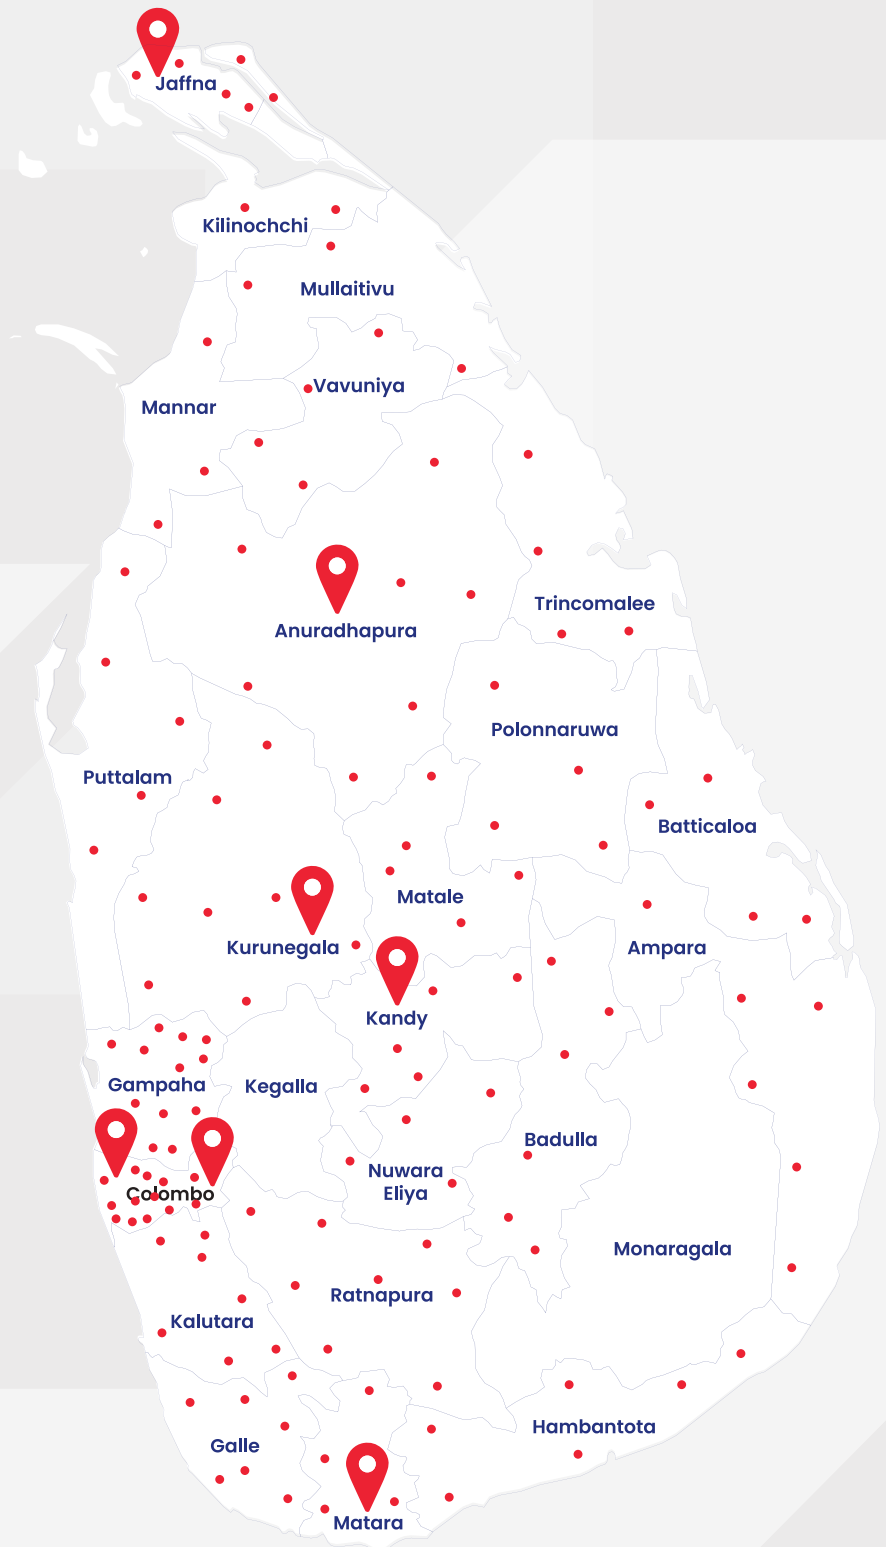 Jaffna
Kilinochchi
Mullaitivu
Vavuniya
Mannar
Trincomalee
Anuradhapura
Polonnaruwa
Puttalam
Batticaloa
Matale
Kurunegala
Ampara
Kandy
Gampaha
Kegalla
Badulla
Nuwara
Eliya
Colombo
Monaragala
Ratnapura
Kalutara
Hambantota
Galle
Matara